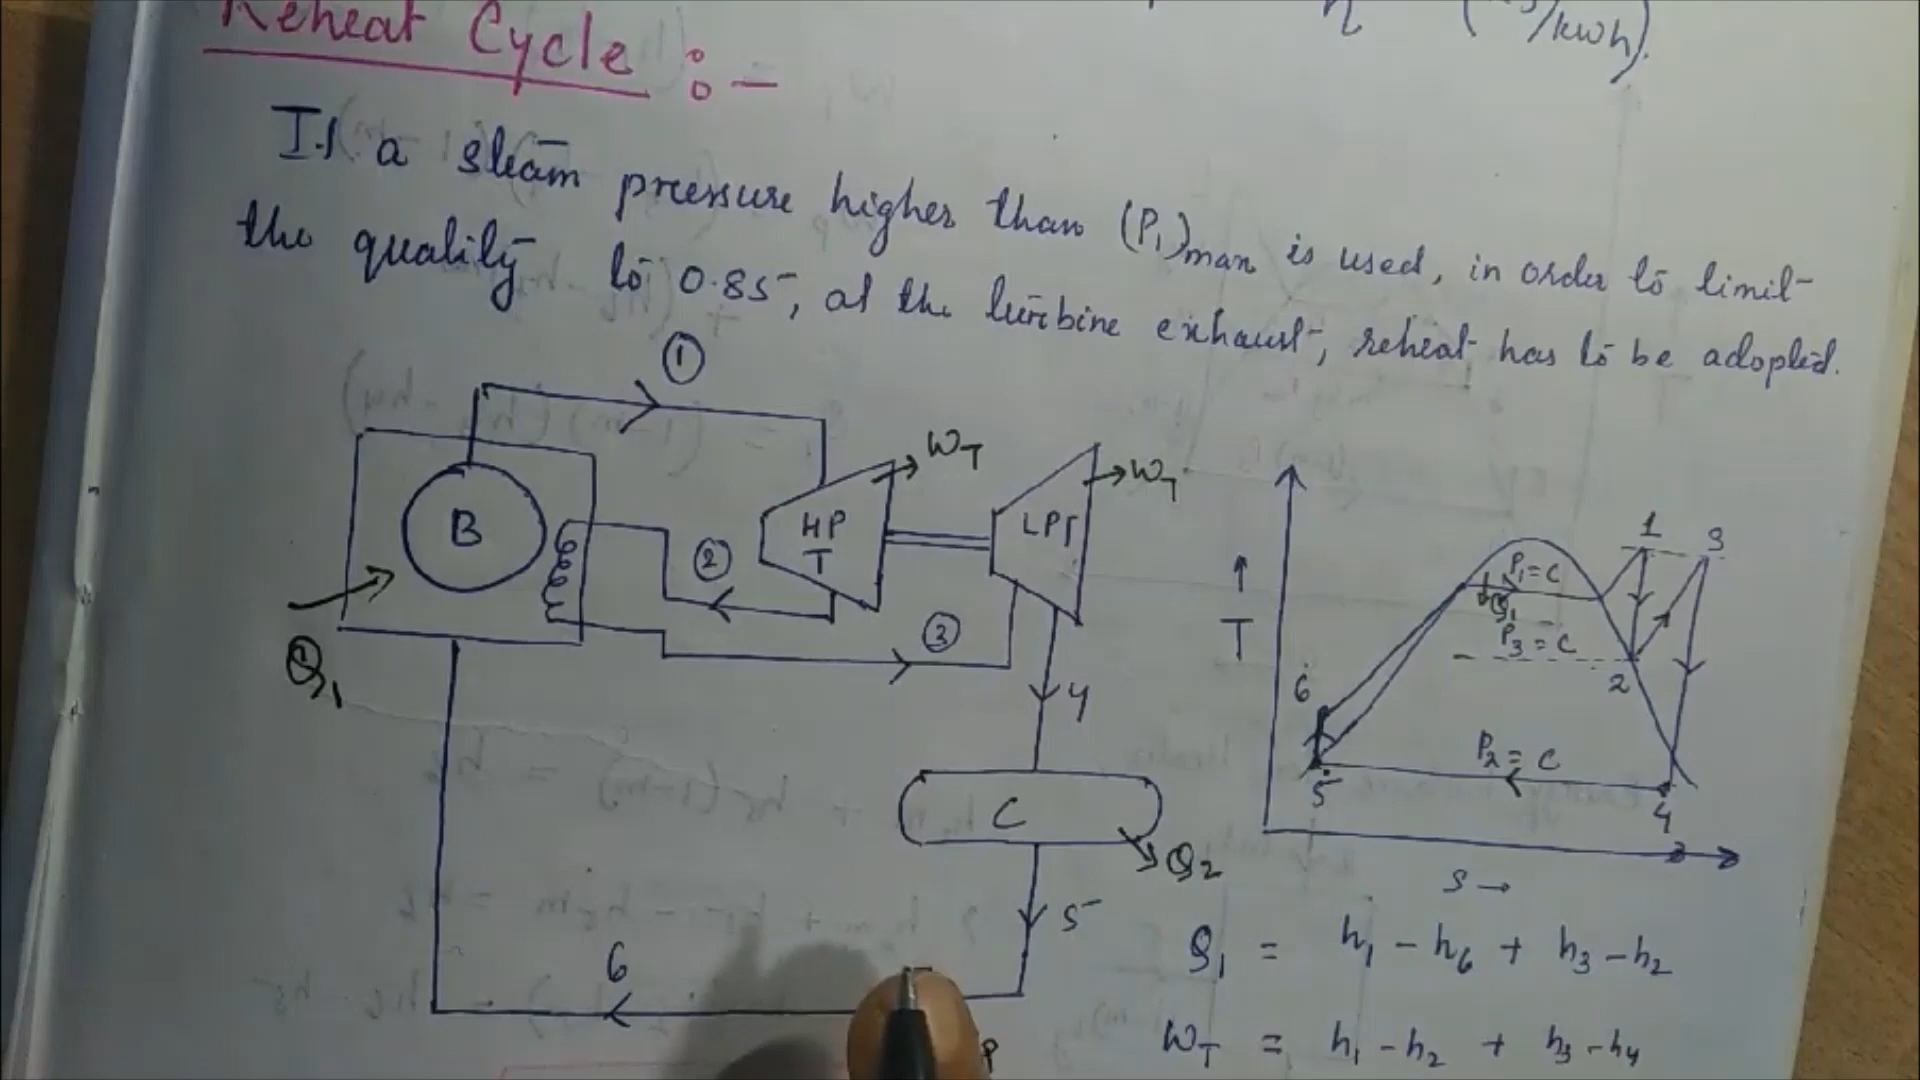 η (kg/kWh).
Reheat Cycle :-
If a steam pressure higher than (P₁)max is used, in order to limit
the quality to 0.85, at the turbine exhaust, reheat has to be adopted.
①
B
HP
T
WT
LPT
WT
②
③
Q₁
4
C
Q₂
5
6
P
T
1
3
P₁ = C
Q₁
P₃ = C
2
6
P₂ = C
5
4
S →
Q₁ = h₁ - h₆ + h₃ - h₂
WT = h₁ - h₂ + h₃ - h₄